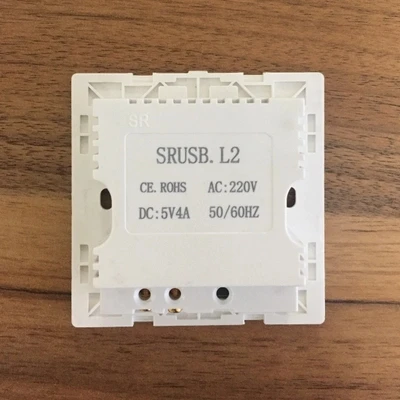 SR
SRUSB.L2
CE.ROHS AC:220V
DC:5V4A 50/60HZ